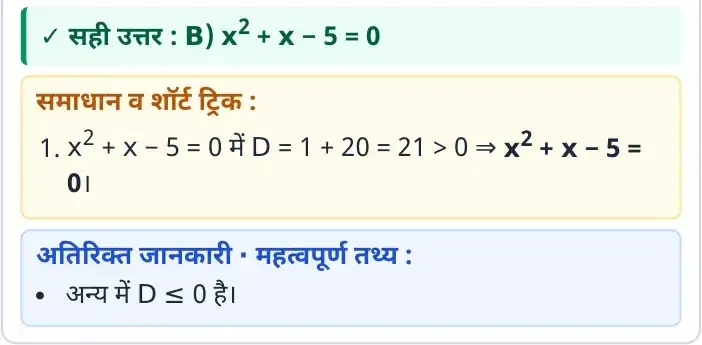 ✓ सही उत्तर : B) x² + x − 5 = 0
समाधान व शॉर्ट ट्रिक :
1. x² + x − 5 = 0 में D = 1 + 20 = 21 > 0 ⇒ x² + x − 5 =
0।
अतिरिक्त जानकारी · महत्वपूर्ण तथ्य :
• अन्य में D ≤ 0 है।